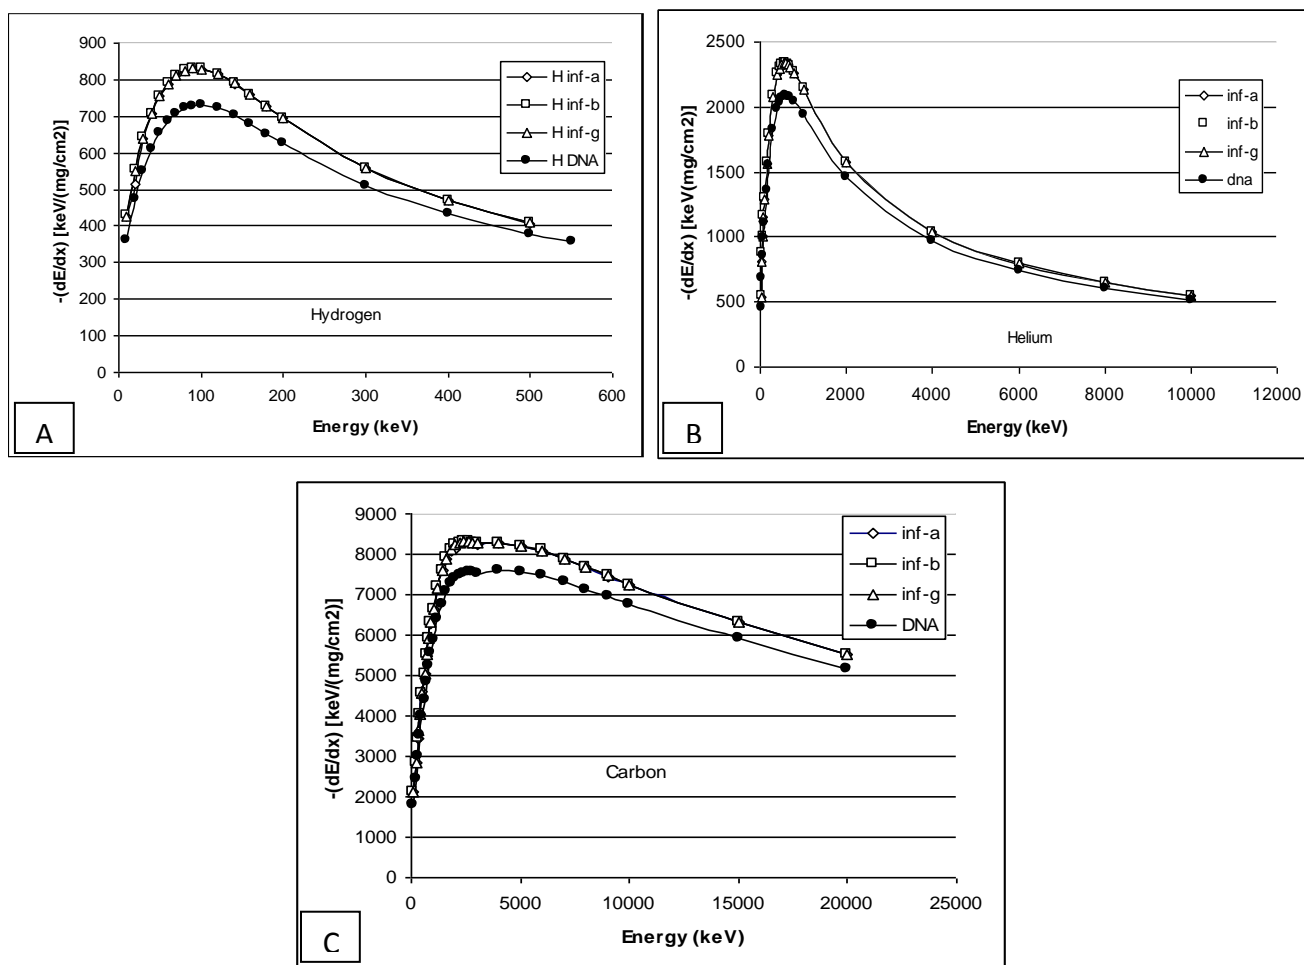 900
800
700
600
500
400
300
200
100
0
-(dE/dx) [keV/(mg/cm2)]
H inf-a
H inf-b
H inf-g
H DNA
Hydrogen
0 100 200 300 400 500 600
Energy (keV)
A
2500
2000
1500
1000
500
0
-(dE/dx) [keV(mg/cm2)]
inf-a
inf-b
inf-g
dna
Helium
0 2000 4000 6000 8000 10000 12000
Energy (keV)
B
9000
8000
7000
6000
5000
4000
3000
2000
1000
0
-(dE/dx) [keV/(mg/cm2)]
inf-a
inf-b
inf-g
DNA
Carbon
0 5000 10000 15000 20000 25000
Energy (keV)
C